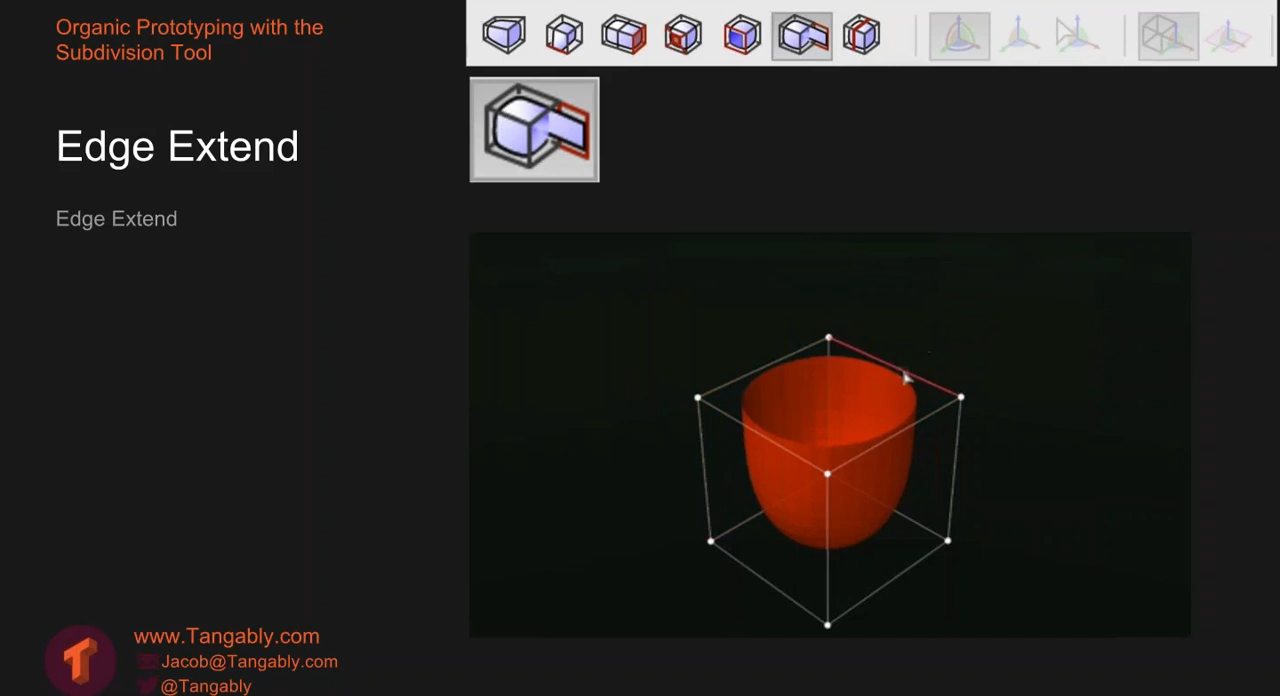 Organic Prototyping with the
Subdivision Tool
Edge Extend
Edge Extend
www.Tangably.com
Jacob@Tangably.com
@Tangably